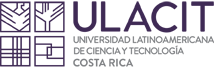 ULACIT
UNIVERSIDAD LATINOAMERICANA
DE CIENCIA Y TECNOLOGÍA
COSTA RICA